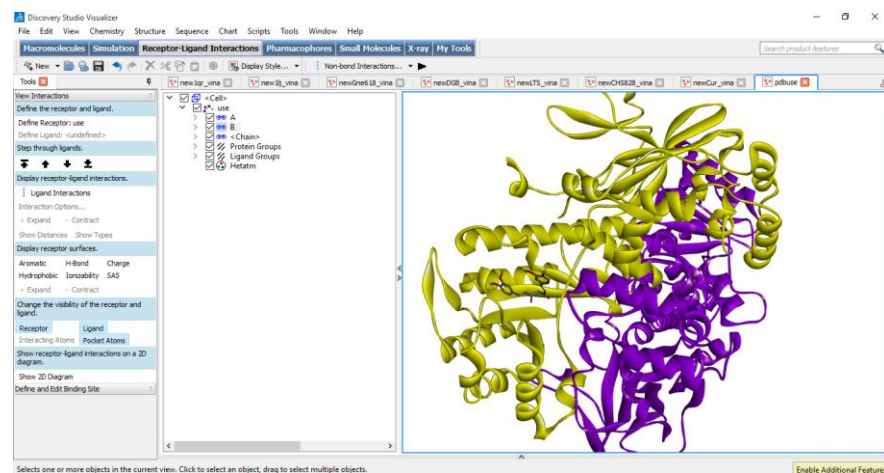 Discovery Studio Visualizer
File Edit View Chemistry Structure Sequence Chart Scripts Tools Window Help
Macromolecules Simulation Receptor-Ligand Interactions Pharmacophores Small Molecules X-ray My Tools
Search product features
New Display Style... Non-bond Interactions...
Tools new1qr_vina new1lj_vina newGne618_vina newDGB_vina newLTS_vina newCHS828_vina newCur_vina pdbuse
View Interactions
Define the receptor and ligand.
Define Receptor: use
Define Ligand: <undefined>
Step through ligands.
Display receptor-ligand interactions.
Ligand Interactions
Interaction Options...
+ Expand - Contract
Show Distances Show Types
Display receptor surfaces.
Aromatic H-Bond Charge
Hydrophobic Ionizability SAS
+ Expand - Contract
Change the visibility of the receptor and
ligand.
Receptor Ligand
Interacting Atoms Pocket Atoms
Show receptor-ligand interactions on a 2D
diagram.
Show 2D Diagram
Define and Edit Binding Site
<Cell>
use
A
B
<Chain>
Protein Groups
Ligand Groups
Hetatm
Selects one or more objects in the current view. Click to select an object, drag to select multiple objects.
Enable Additional Feature